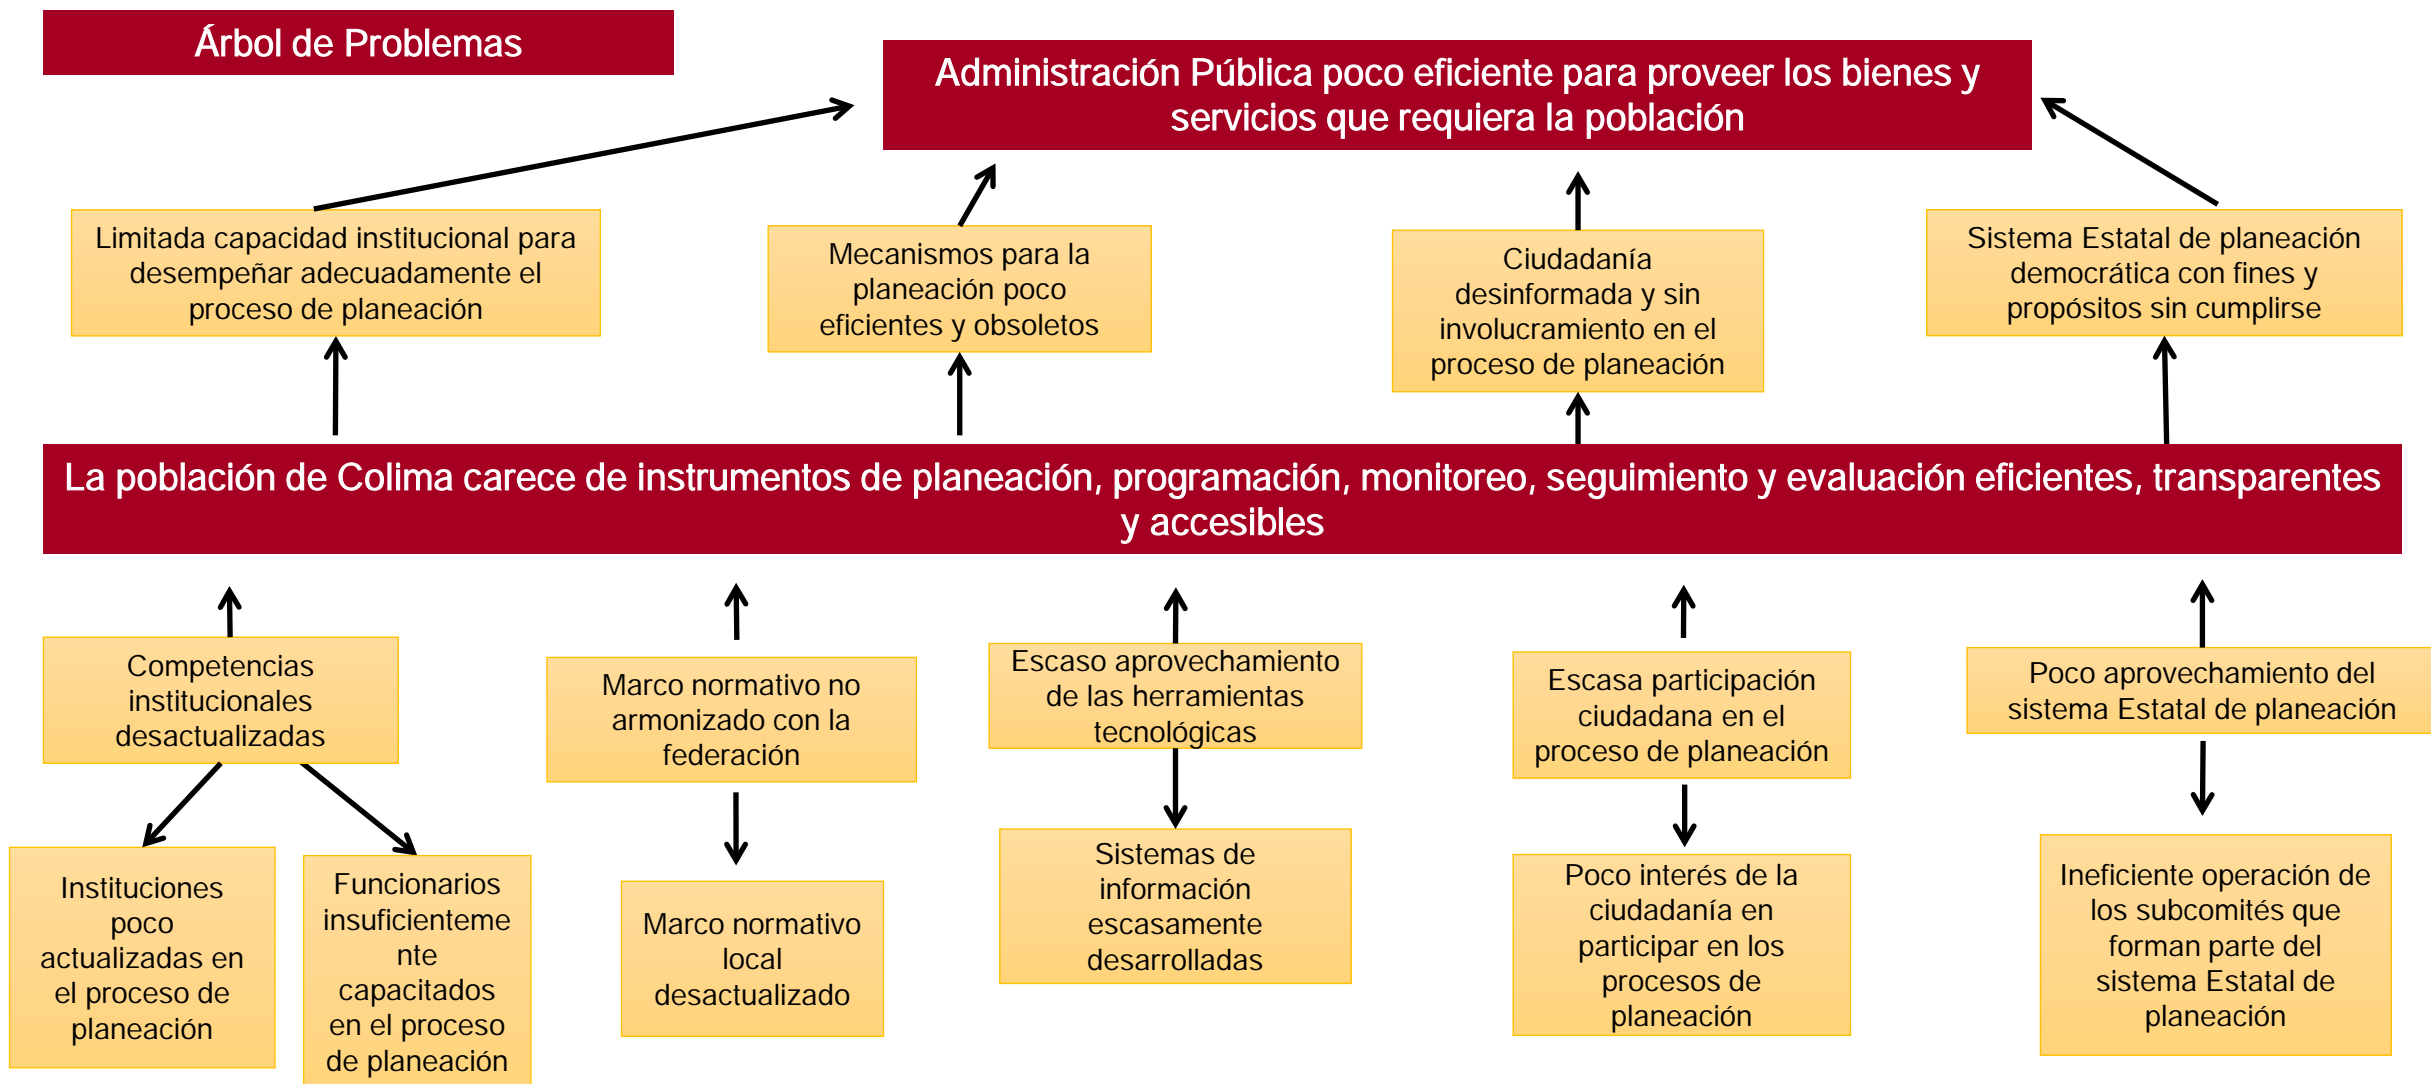 Árbol de Problemas
Administración Pública poco eficiente para proveer los bienes y
servicios que requiera la población
Limitada capacidad institucional para
desempeñar adecuadamente el
proceso de planeación
Mecanismos para la
planeación poco
eficientes y obsoletos
Ciudadanía
desinformada y sin
involucramiento en el
proceso de planeación
Sistema Estatal de planeación
democrática con fines y
propósitos sin cumplirse
La población de Colima carece de instrumentos de planeación, programación, monitoreo, seguimiento y evaluación eficientes, transparentes
y accesibles
Competencias
institucionales
desactualizadas
Marco normativo no
armonizado con la
federación
Escaso aprovechamiento
de las herramientas
tecnológicas
Escasa participación
ciudadana en el
proceso de planeación
Poco aprovechamiento del
sistema Estatal de planeación
Instituciones
poco
actualizadas en
el proceso de
planeación
Funcionarios
insuficienteme
nte
capacitados
en el proceso
de planeación
Marco normativo
local
desactualizado
Sistemas de
información
escasamente
desarrolladas
Poco interés de la
ciudadanía en
participar en los
procesos de
planeación
Ineficiente operación de
los subcomités que
forman parte del
sistema Estatal de
planeación